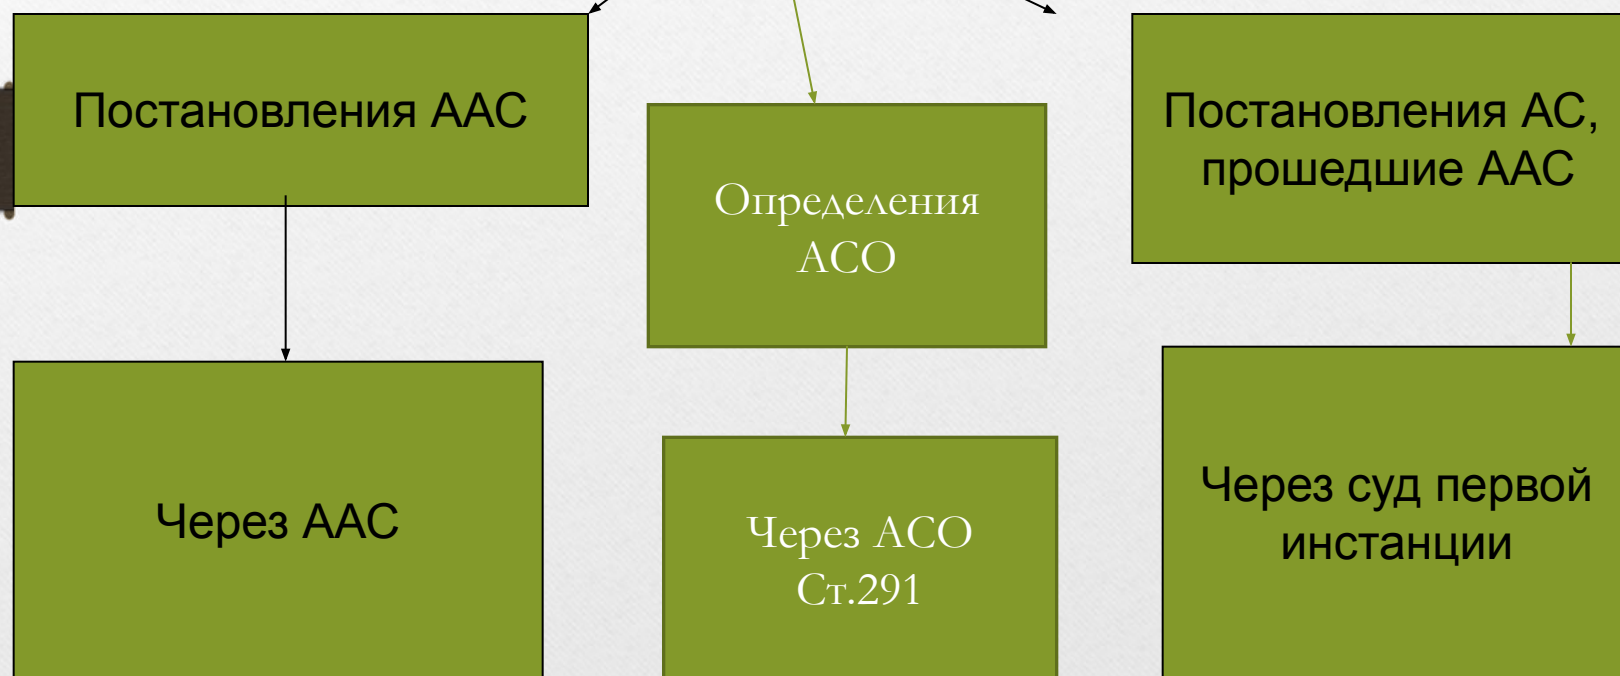 Постановления ААС
Определения
АСО
Постановления АС,
прошедшие ААС
Через ААС
Через АСО
Ст.291
Через суд первой
инстанции